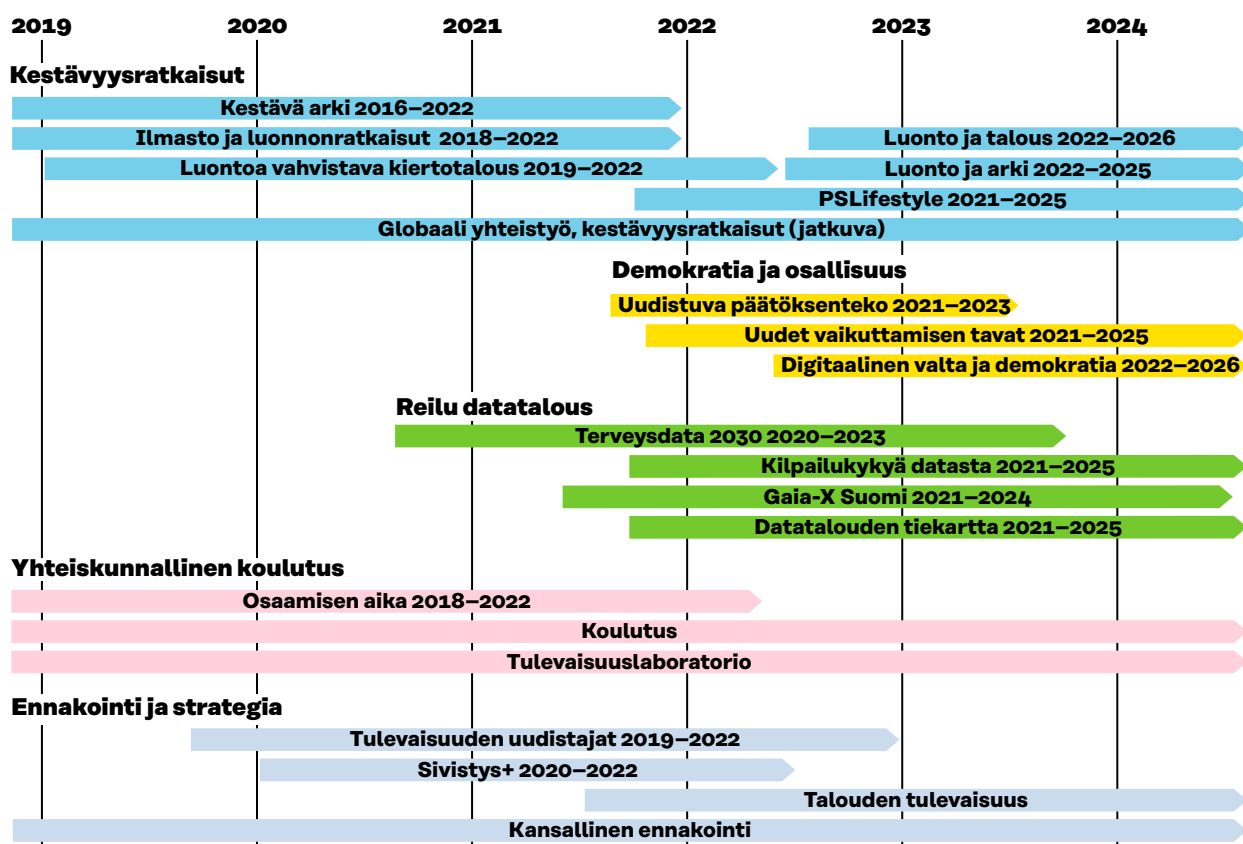 2019 2020 2021 2022 2023 2024
Kestävyysratkaisut
Kestävä arki 2016–2022
Ilmasto ja luonnonratkaisut 2018–2022
Luonto ja talous 2022–2026
Luontoa vahvistava kiertotalous 2019–2022
Luonto ja arki 2022–2025
PSLifestyle 2021–2025
Globaali yhteistyö, kestävyysratkaisut (jatkuva)
Demokratia ja osallisuus
Uudistuva päätöksenteko 2021–2023
Uudet vaikuttamisen tavat 2021–2025
Digitaalinen valta ja demokratia 2022–2026
Reilu datatalous
Terveysdata 2030 2020–2023
Kilpailukykyä datasta 2021–2025
Gaia-X Suomi 2021–2024
Datatalouden tiekartta 2021–2025
Yhteiskunnallinen koulutus
Osaamisen aika 2018–2022
Koulutus
Tulevaisuuslaboratorio
Ennakointi ja strategia
Tulevaisuuden uudistajat 2019–2022
Sivistys+ 2020–2022
Talouden tulevaisuus
Kansallinen ennakointi